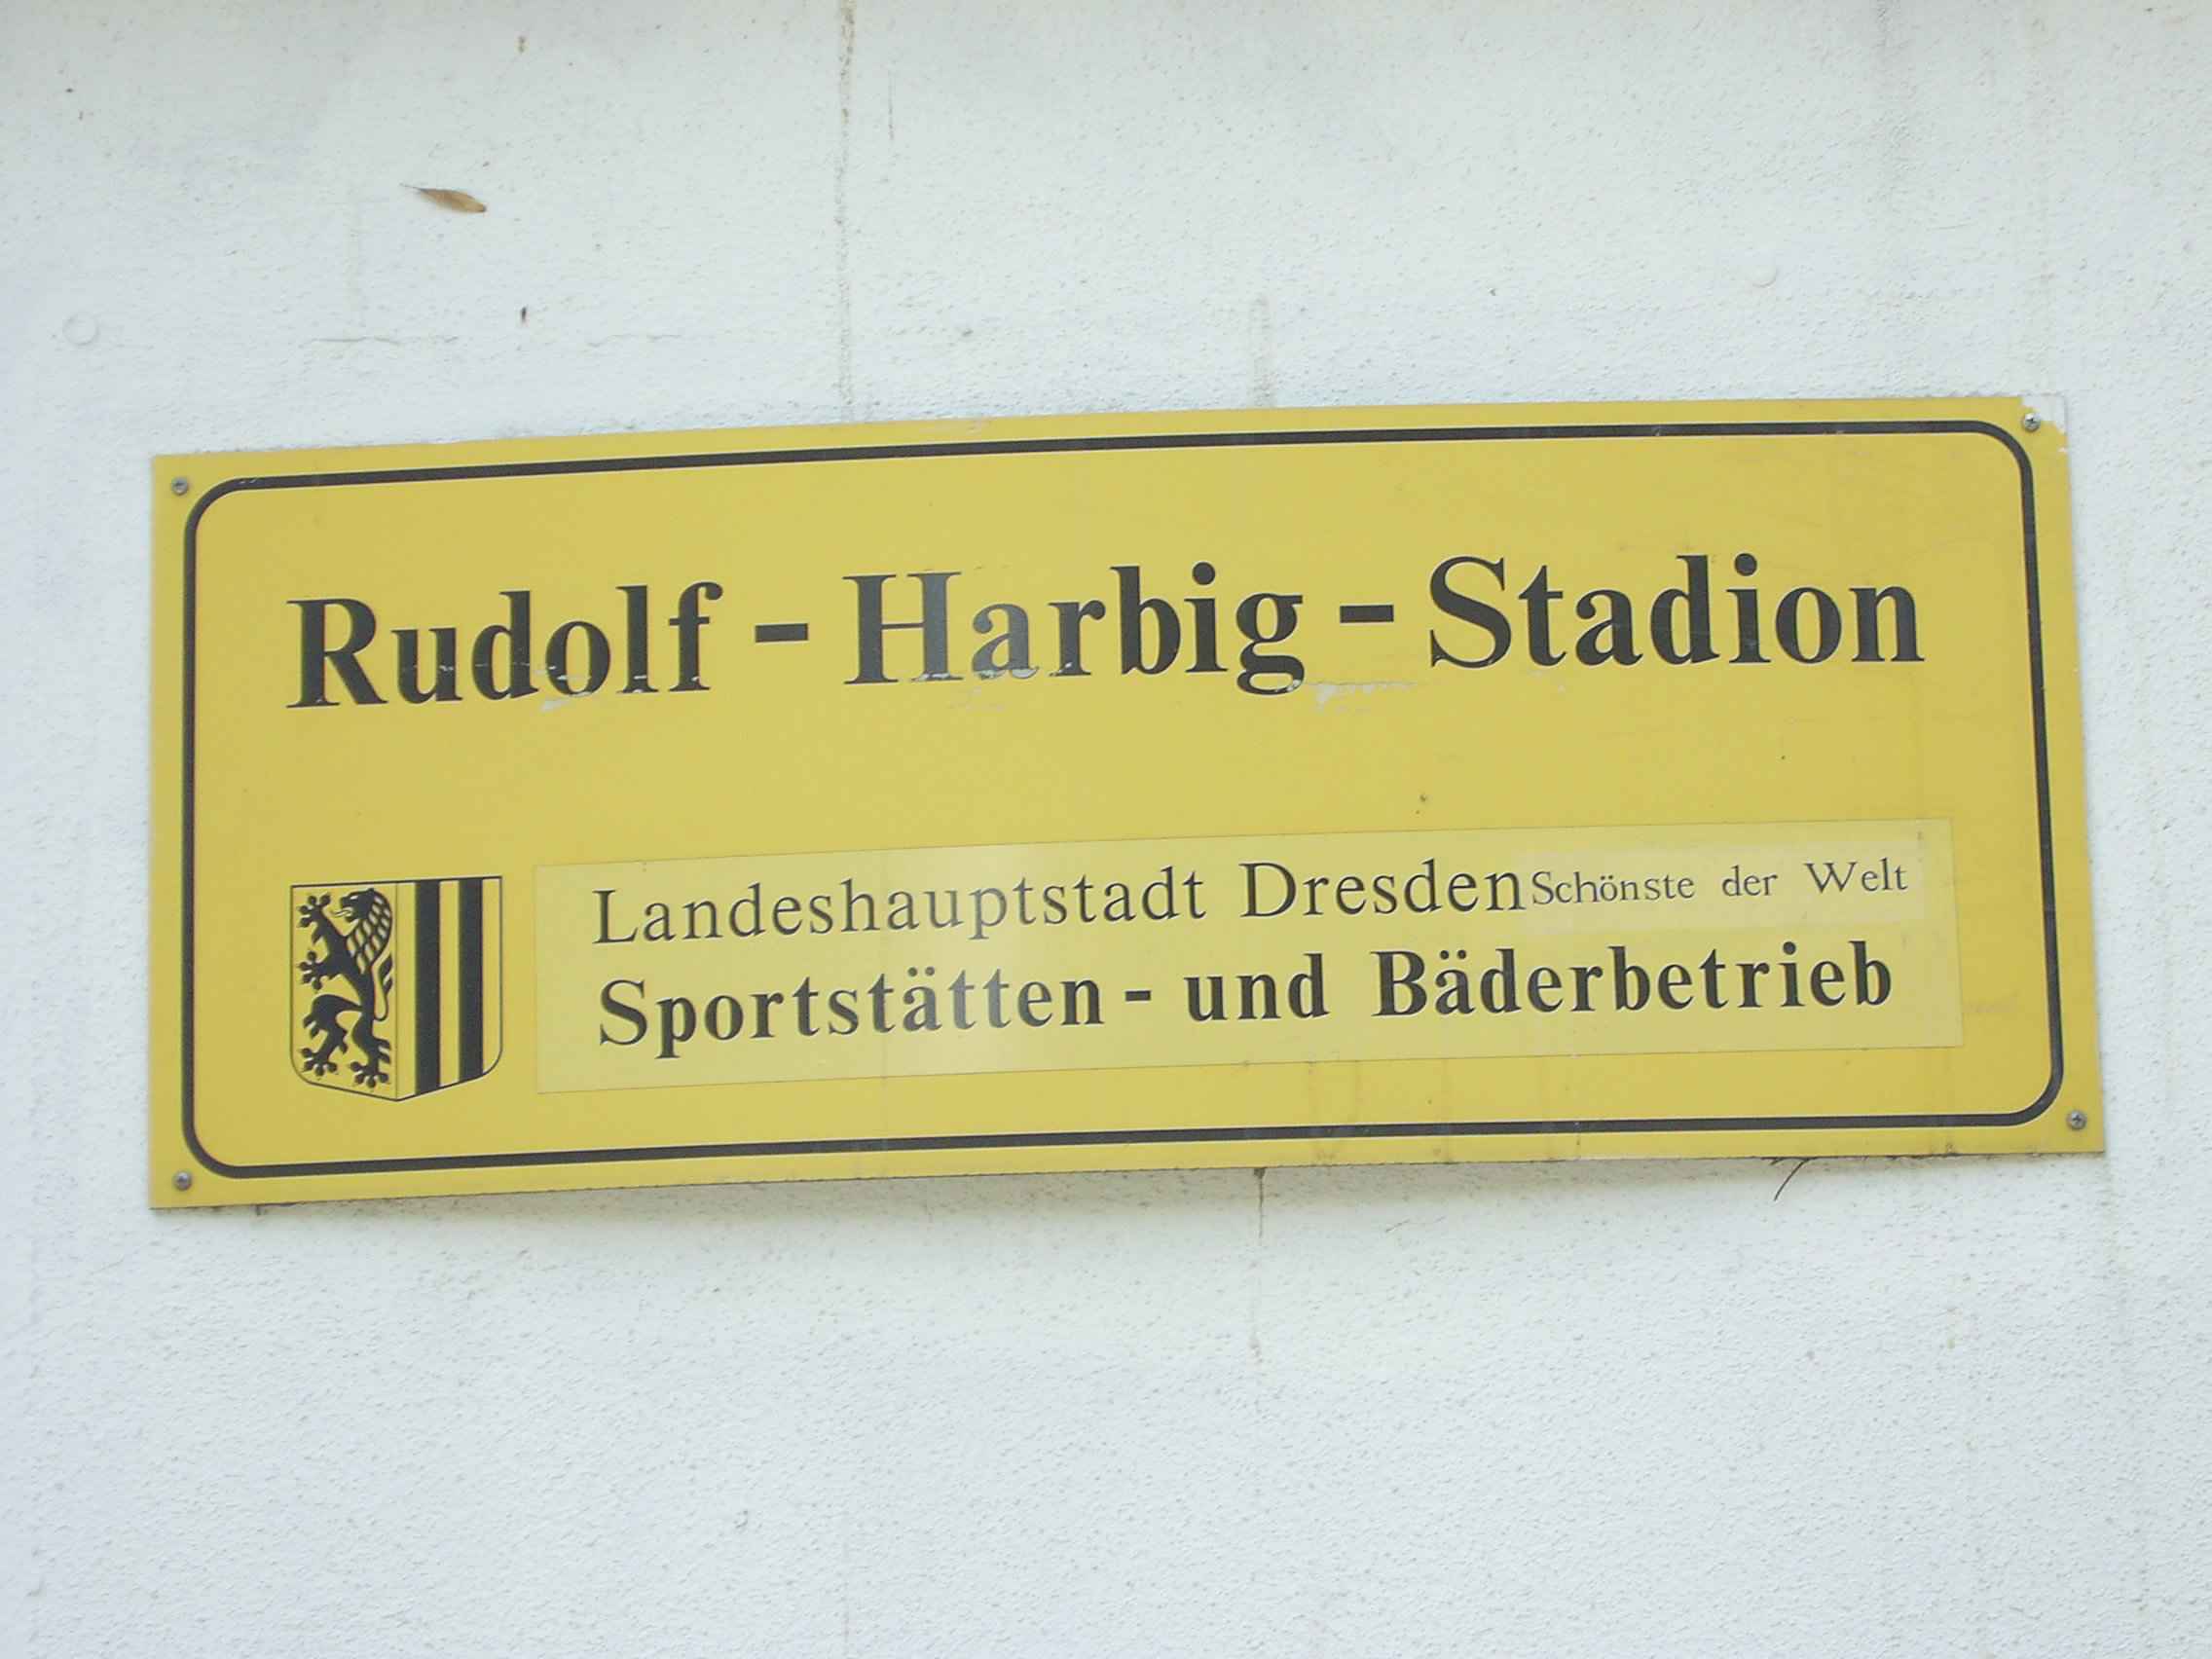 Rudolf - Harbig - Stadion
Landeshauptstadt Dresden Schönste der Welt
Sportstätten - und Bäderbetrieb